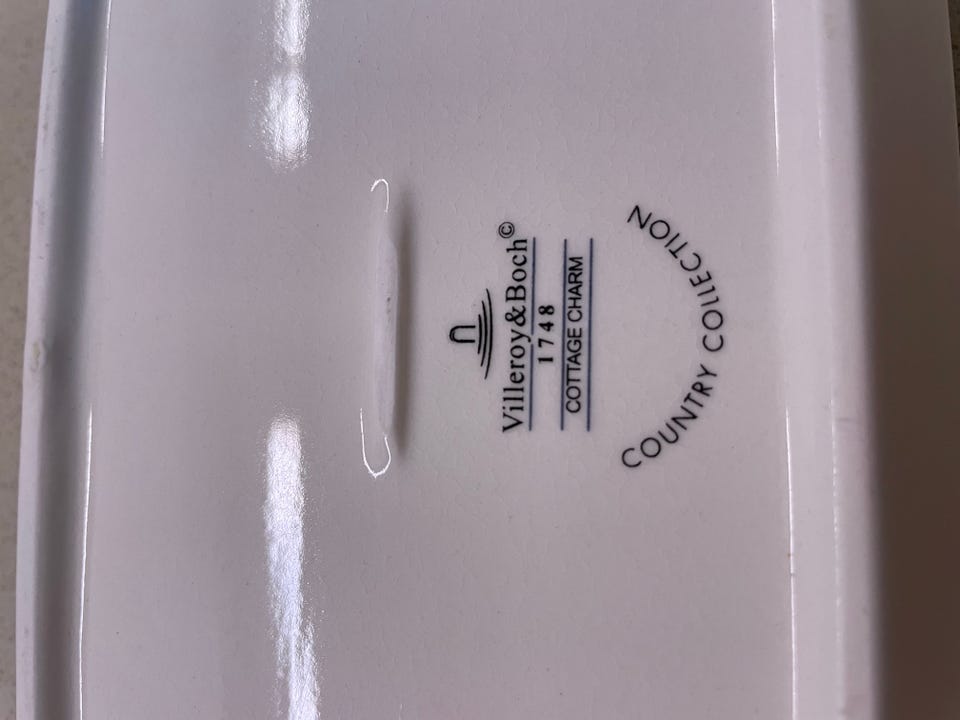 Villeroy&Boch©
1748
COTTAGE CHARM
COUNTRY COLLECTION